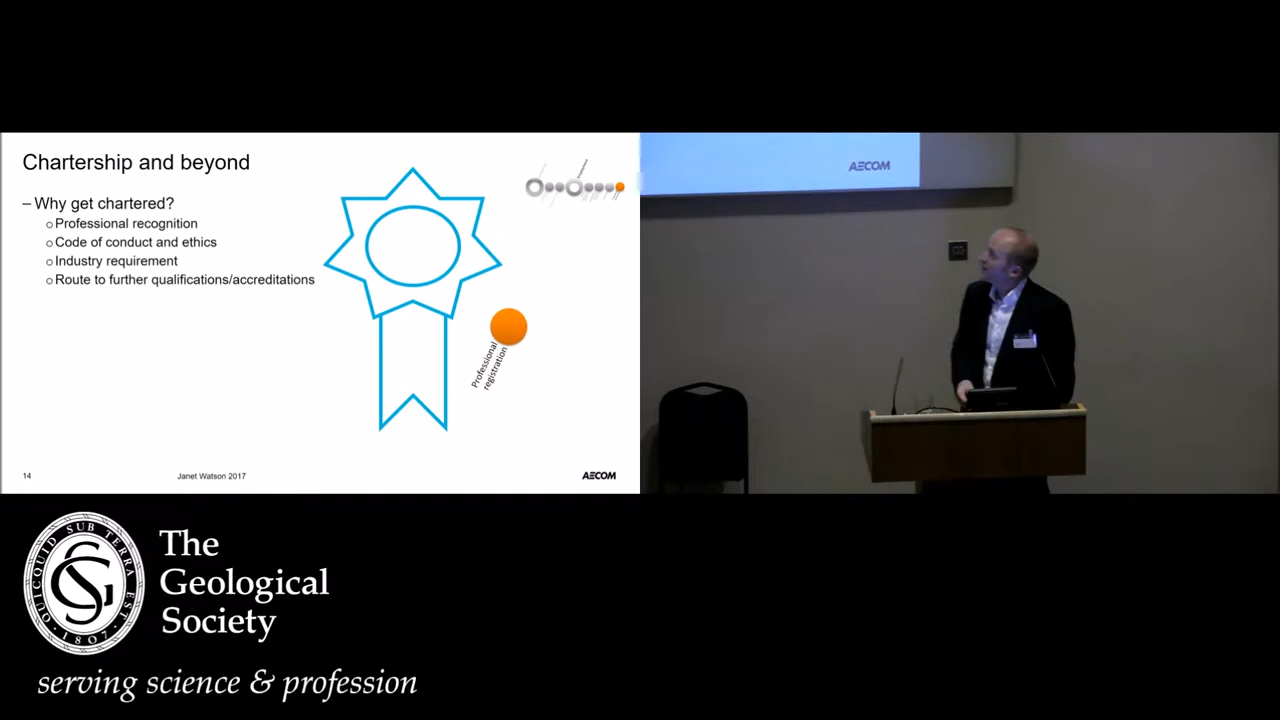 Chartership and beyond
– Why get chartered?
Professional recognition
Code of conduct and ethics
Industry requirement
Route to further qualifications/accreditations
Professional
registration
14
Janet Watson 2017
AECOM
AECOM
QUICQUID SUB TERRA EST
1807
The
Geological
Society
serving science & profession